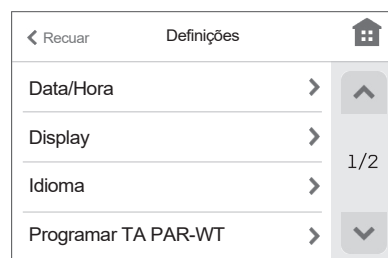 Recuar
Definições
Data/Hora
Display
1/2
Idioma
Programar TA PAR-WT